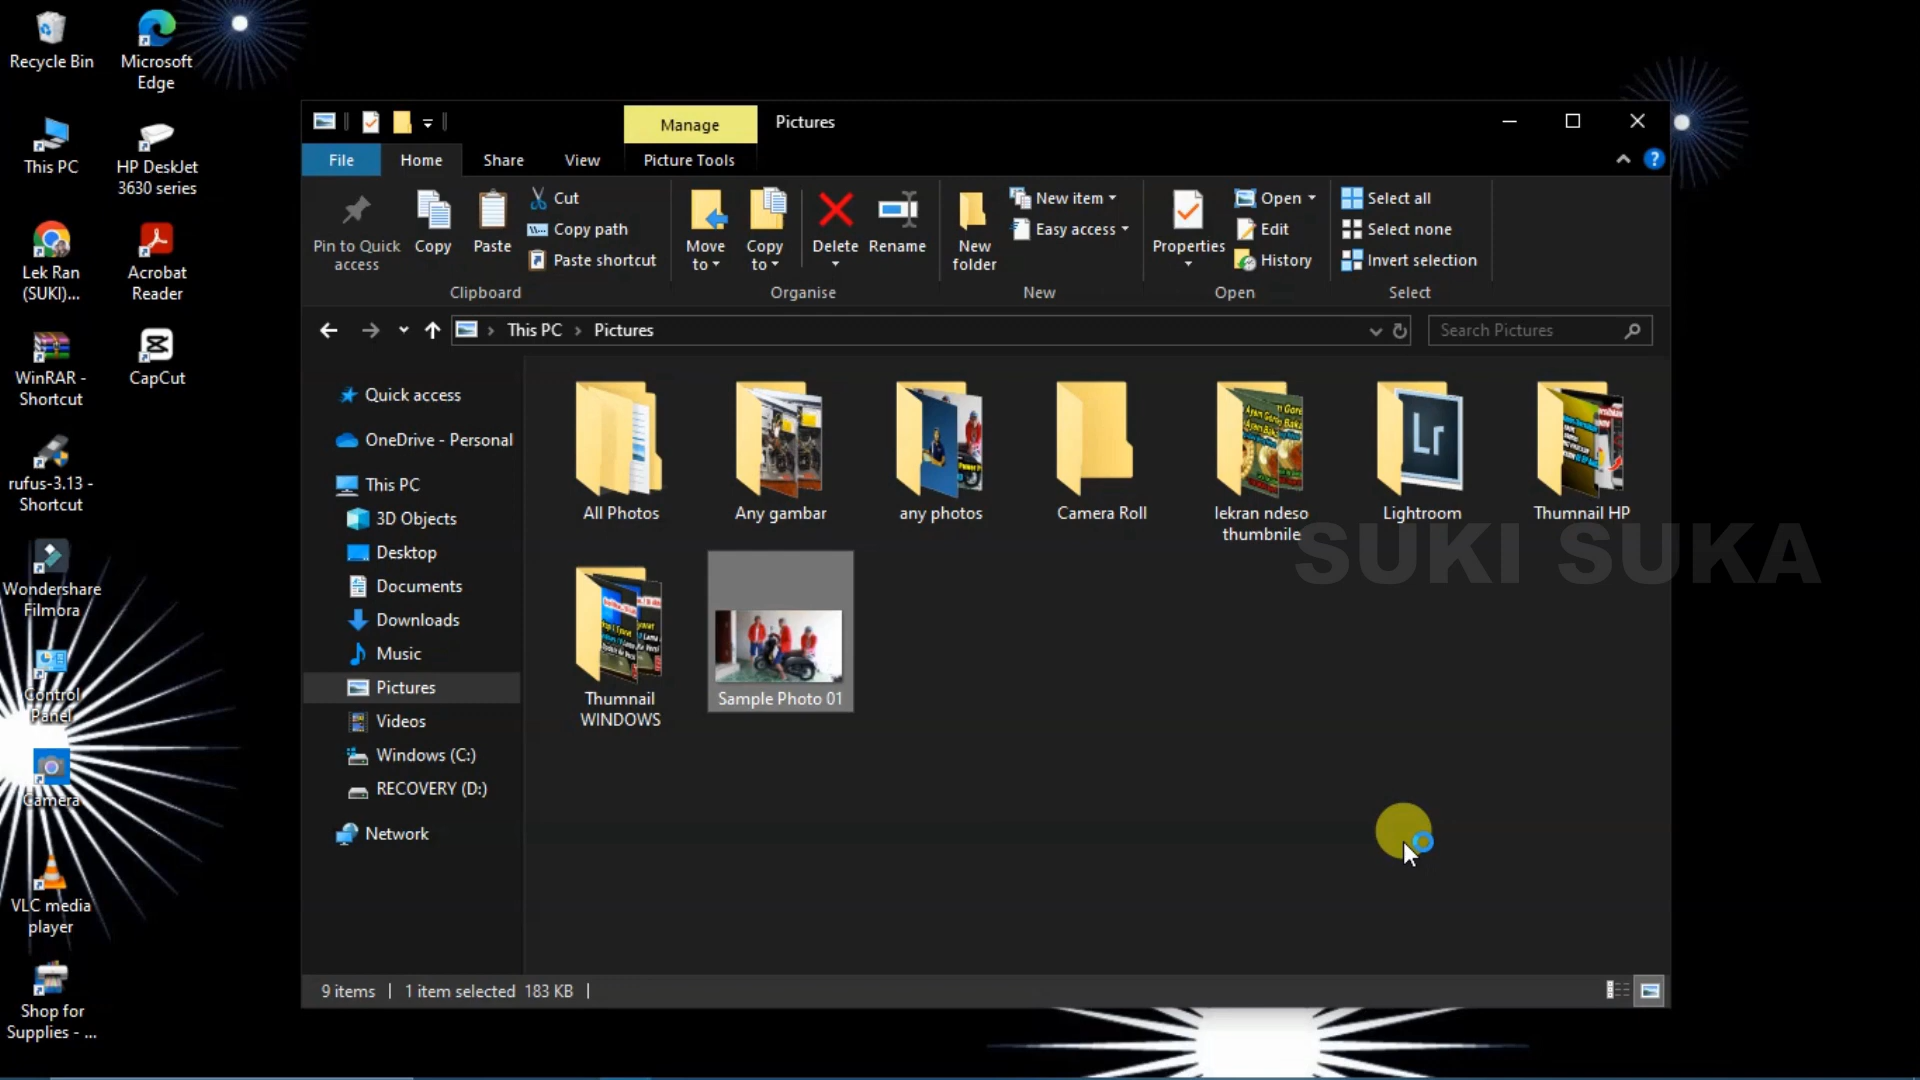 Recycle Bin
Microsoft
Edge
This PC
HP DeskJet
3630 series
Lek Ran
(SUKI)...
Acrobat
Reader
WinRAR -
Shortcut
CapCut
rufus-3.13 -
Shortcut
Wondershare
Filmora
Control
Panel
Camera
VLC media
player
Shop for
Supplies - ...
Manage
Pictures
File
Home
Share
View
Picture Tools
Pin to Quick
access
Copy
Paste
Cut
Copy path
Paste shortcut
Clipboard
Move
to
Copy
to
Delete
Rename
Organise
New
folder
New item
Easy access
New
Properties
Open
Edit
History
Open
Select all
Select none
Invert selection
Select
This PC > Pictures
Search Pictures
Quick access
OneDrive - Personal
This PC
3D Objects
Desktop
Documents
Downloads
Music
Pictures
Videos
Windows (C:)
RECOVERY (D:)
Network
All Photos
Any gambar
any photos
Camera Roll
lekran ndeso
thumbnile
Lightroom
Lr
Thumnail HP
SUKI SUKA
Thumnail
WINDOWS
Sample Photo 01
9 items
1 item selected 183 KB